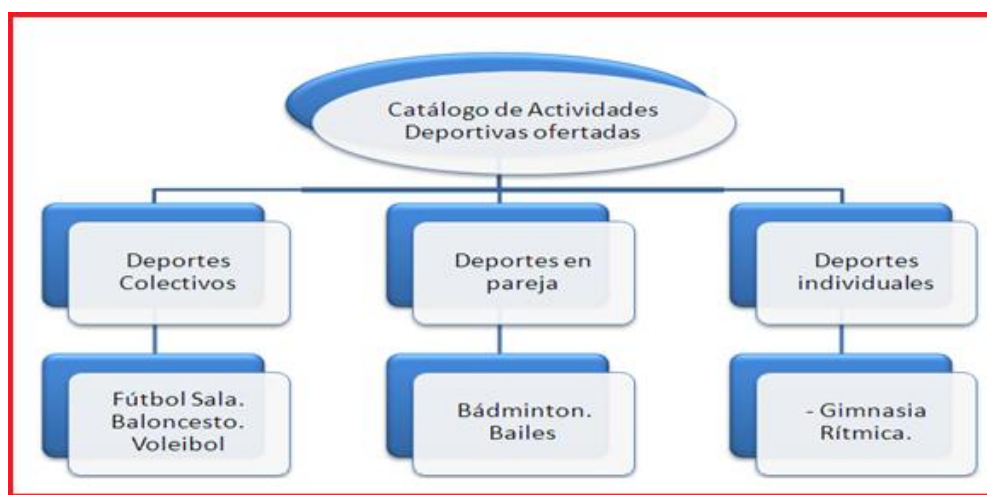 Catálogo de Actividades
Deportivas ofertadas
Deportes
Colectivos
Deportes en
pareja
Deportes
individuales
Fútbol Sala.
Baloncesto.
Voleibol
Bádminton.
Bailes
- Gimnasia
Rítmica.